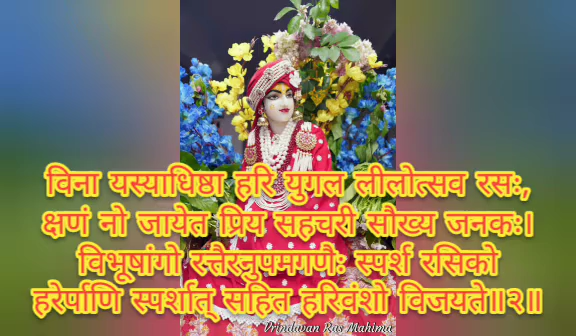 विना यस्याधिष्ठा हरि युगल लीलोत्सव रसः,
क्षणं नो जायेत प्रिय सहचरी सौख्य जनकः।
विभूषांगो रत्तैरनुपमगणैः स्पर्श रसिको
हरेर्पाणि स्पर्शात् सहित हरिवंशो विजयते॥२॥
Vrindavan Ras Mahima